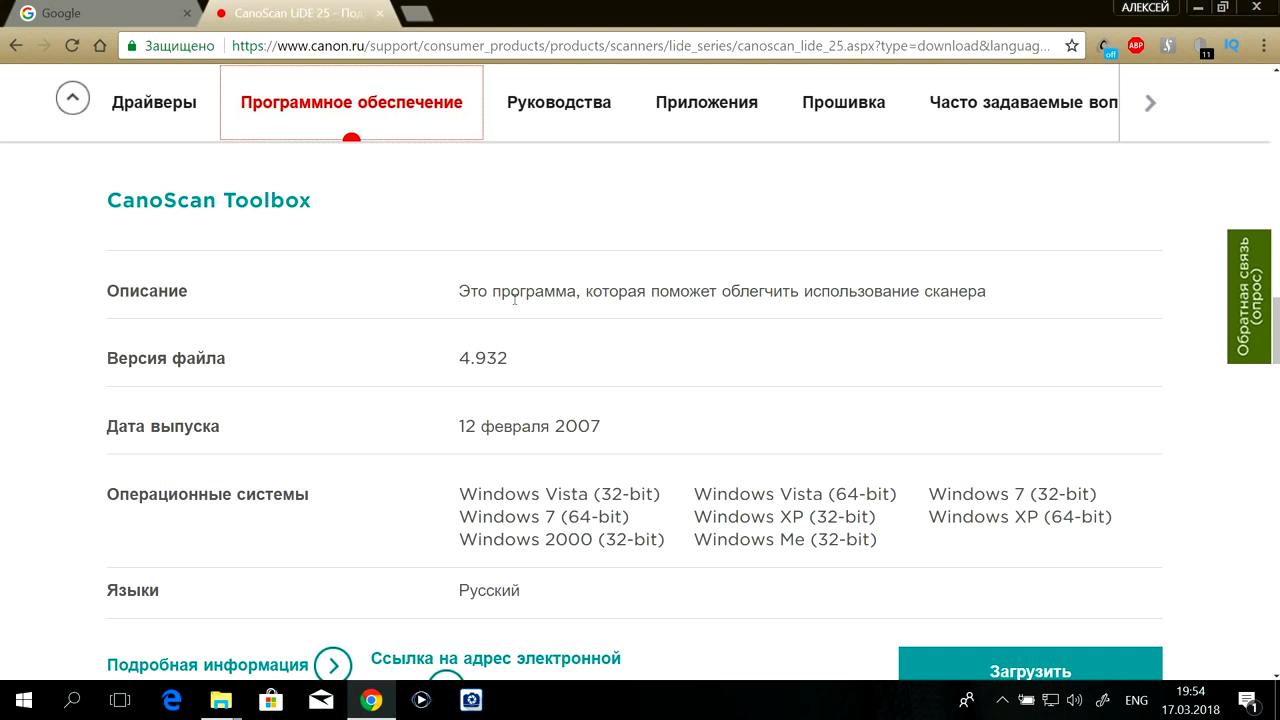 Google
CanoScan LiDE 25 - По
АЛЕКСЕЙ
Защищено
https://www.canon.ru/support/consumer_products/products/scanners/lide_series/canoscan_lide_25.aspx?type=download&languag...
off
ABP
11
IQ
Драйверы
Программное обеспечение
Руководства
Приложения
Прошивка
Часто задаваемые воп
CanoScan Toolbox
Описание
Это программа, которая поможет облегчить использование сканера
Обратная связь
(опрос)
Версия файла
4.932
Дата выпуска
12 февраля 2007
Операционные системы
Windows Vista (32-bit) Windows Vista (64-bit) Windows 7 (32-bit)
Windows 7 (64-bit) Windows XP (32-bit) Windows XP (64-bit)
Windows 2000 (32-bit) Windows Me (32-bit)
Языки
Русский
Подробная информация
Ссылка на адрес электронной
Загрузить
ENG
19:54
17.03.2018
1